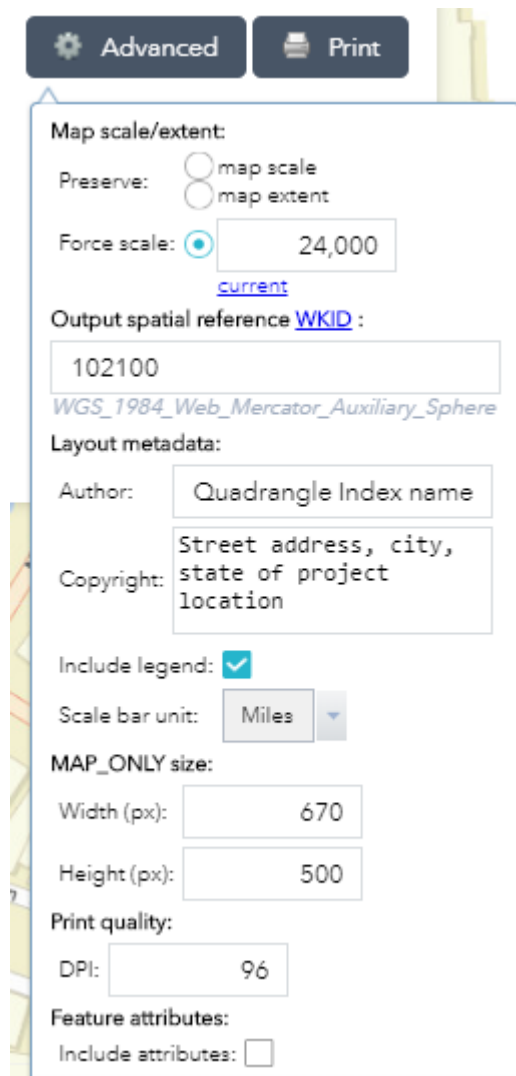 Advanced Print
Map scale/extent:
Preserve: map scale
map extent
Force scale: 24,000
current
Output spatial reference WKID :
102100
WGS_1984_Web_Mercator_Auxiliary_Sphere
Layout metadata:
Author: Quadrangle Index name
Street address, city,
Copyright: state of project
location
Include legend:
Scale bar unit: Miles
MAP_ONLY size:
Width (px): 670
Height (px): 500
Print quality:
DPI: 96
Feature attributes:
Include attributes: